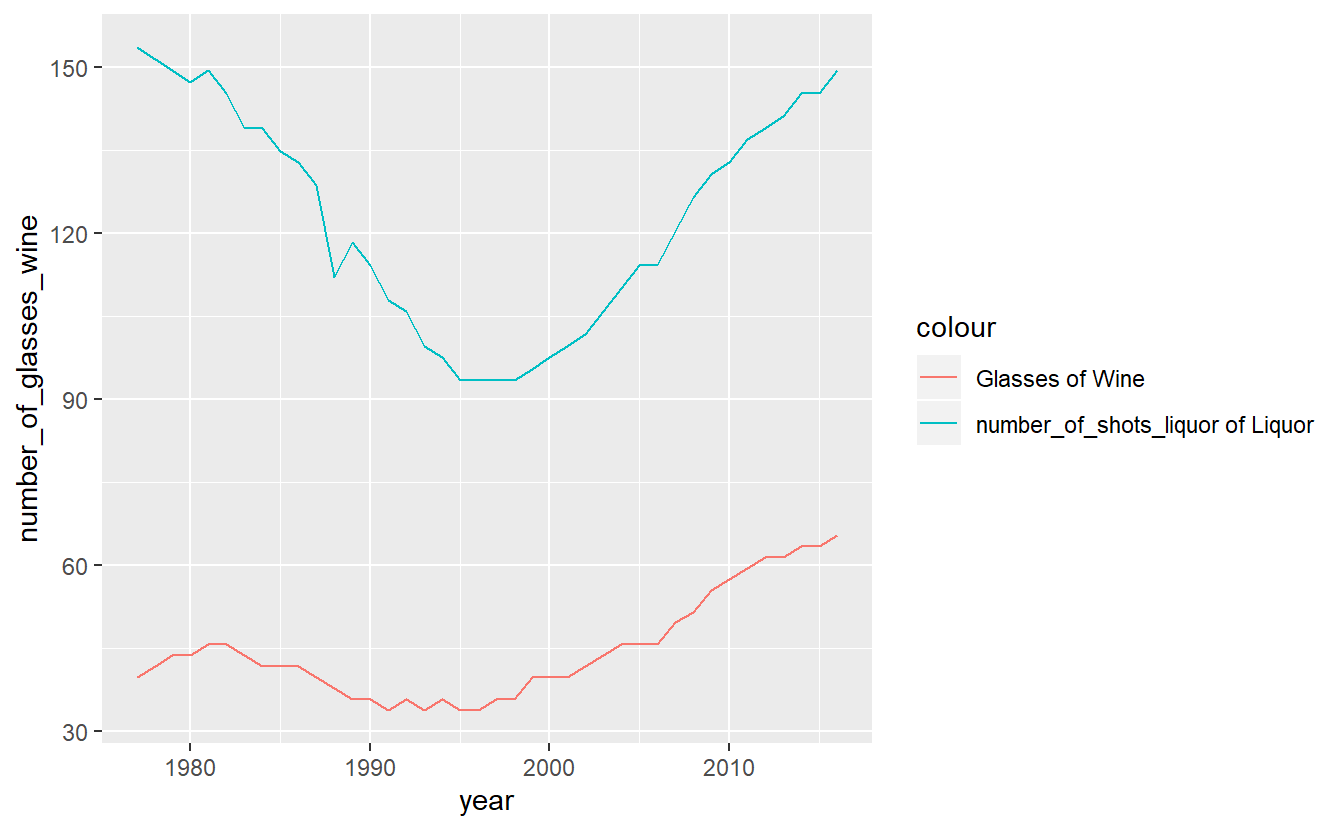 number_of_glasses_wine
150
120
90
60
30
1980
1990
2000
2010
year
colour
Glasses of Wine
number_of_shots_liquor of Liquor